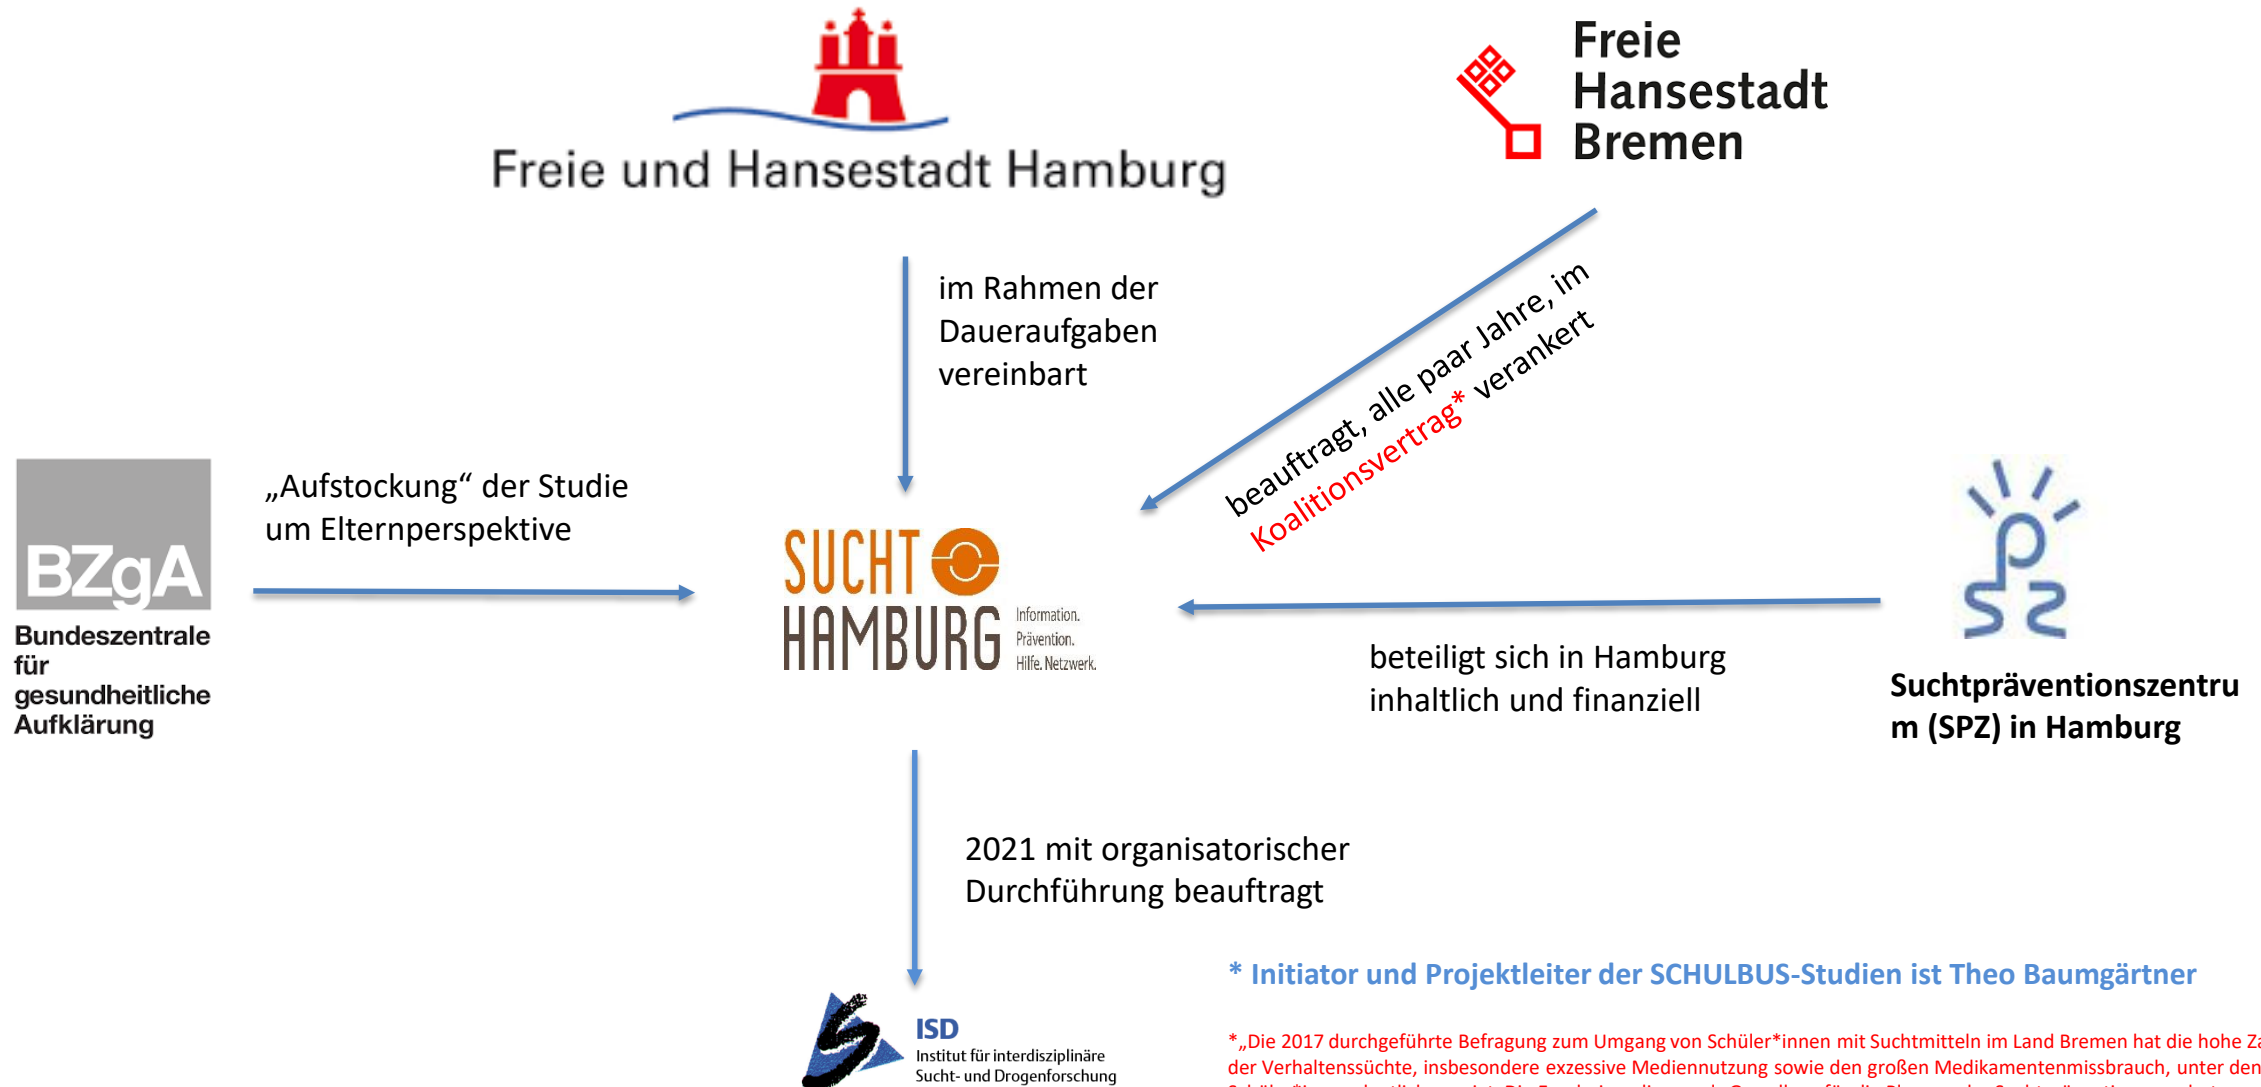 Freie und Hansestadt Hamburg
Freie
Hansestadt
Bremen
im Rahmen der
Daueraufgaben
vereinbart
beauftragt, alle paar Jahre, im
Koalitionsvertrag* verankert
BZgA
Bundeszentrale
für
gesundheitliche
Aufklärung
„Aufstockung“ der Studie
um Elternperspektive
SUCHT
HAMBURG
Information.
Prävention.
Hilfe. Netzwerk.
beteiligt sich in Hamburg
inhaltlich und finanziell
spz
Suchtpräventionszentru
m (SPZ) in Hamburg
2021 mit organisatorischer
Durchführung beauftragt
ISD
Institut für interdisziplinäre
Sucht- und Drogenforschung
* Initiator und Projektleiter der SCHULBUS-Studien ist Theo Baumgärtner
*„Die 2017 durchgeführte Befragung zum Umgang von Schüler*innen mit Suchtmitteln im Land Bremen hat die hohe
der Verhaltenssüchte, insbesondere exzessive Mediennutzung sowie den großen Medikamentenmissbrauch, unter den